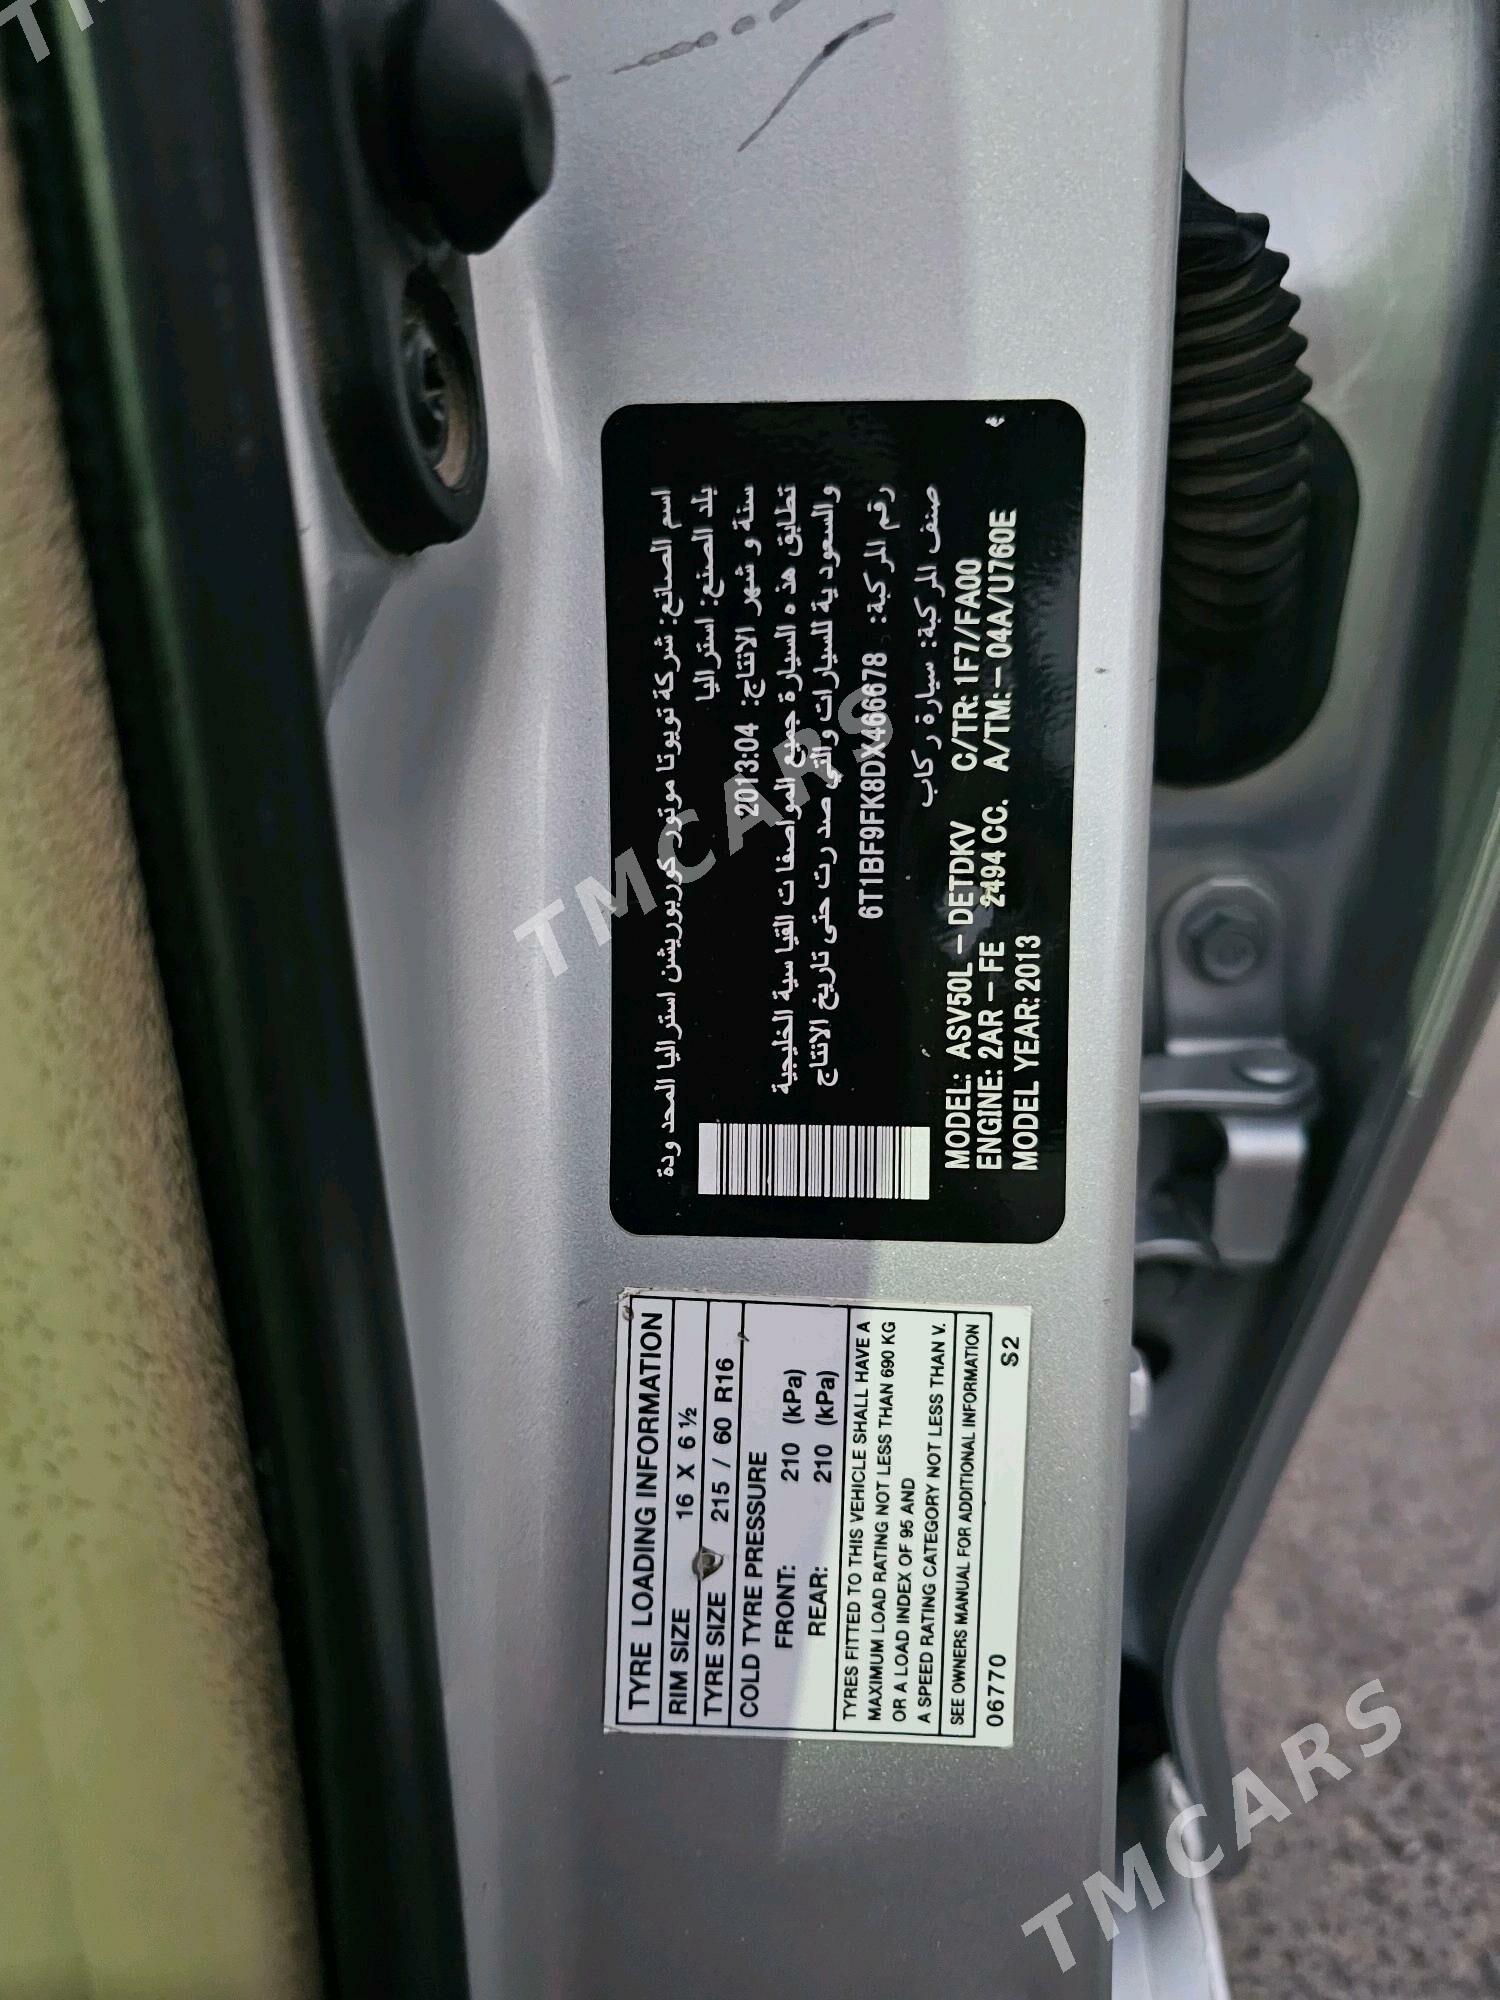 اسم الصانع: شركة تويوتا موتور كوربوريشن استراليا المحدودة
بلد الصنع: استراليا
سنة و شهر الانتاج: 2013:04
تطابق هذه السيارة جميع المواصفات القياسية الخليجية
والسعودية للسيارات والتي صدرت حتى تاريخ الانتاج
رقم المركبة: 6T1BF9FK8DX466678
صنف المركبة: سيارة ركاب
MODEL: ASV50L – DETDKV C/TR: 1F7/FA00
ENGINE: 2AR – FE 2494 CC. A/TM: – 04A/U760E
MODEL YEAR: 2013
TYRE LOADING INFORMATION
RIM SIZE 16 X 6 ½
TYRE SIZE 215 / 60 R16
COLD TYRE PRESSURE
FRONT: 210 (kPa)
REAR: 210 (kPa)
TYRES FITTED TO THIS VEHICLE SHALL HAVE A
MAXIMUM LOAD RATING NOT LESS THAN 690 KG
OR A LOAD INDEX OF 95 AND
A SPEED RATING CATEGORY NOT LESS THAN V.
SEE OWNERS MANUAL FOR ADDITIONAL INFORMATION
06770 S2
TMCARS
TMCARS